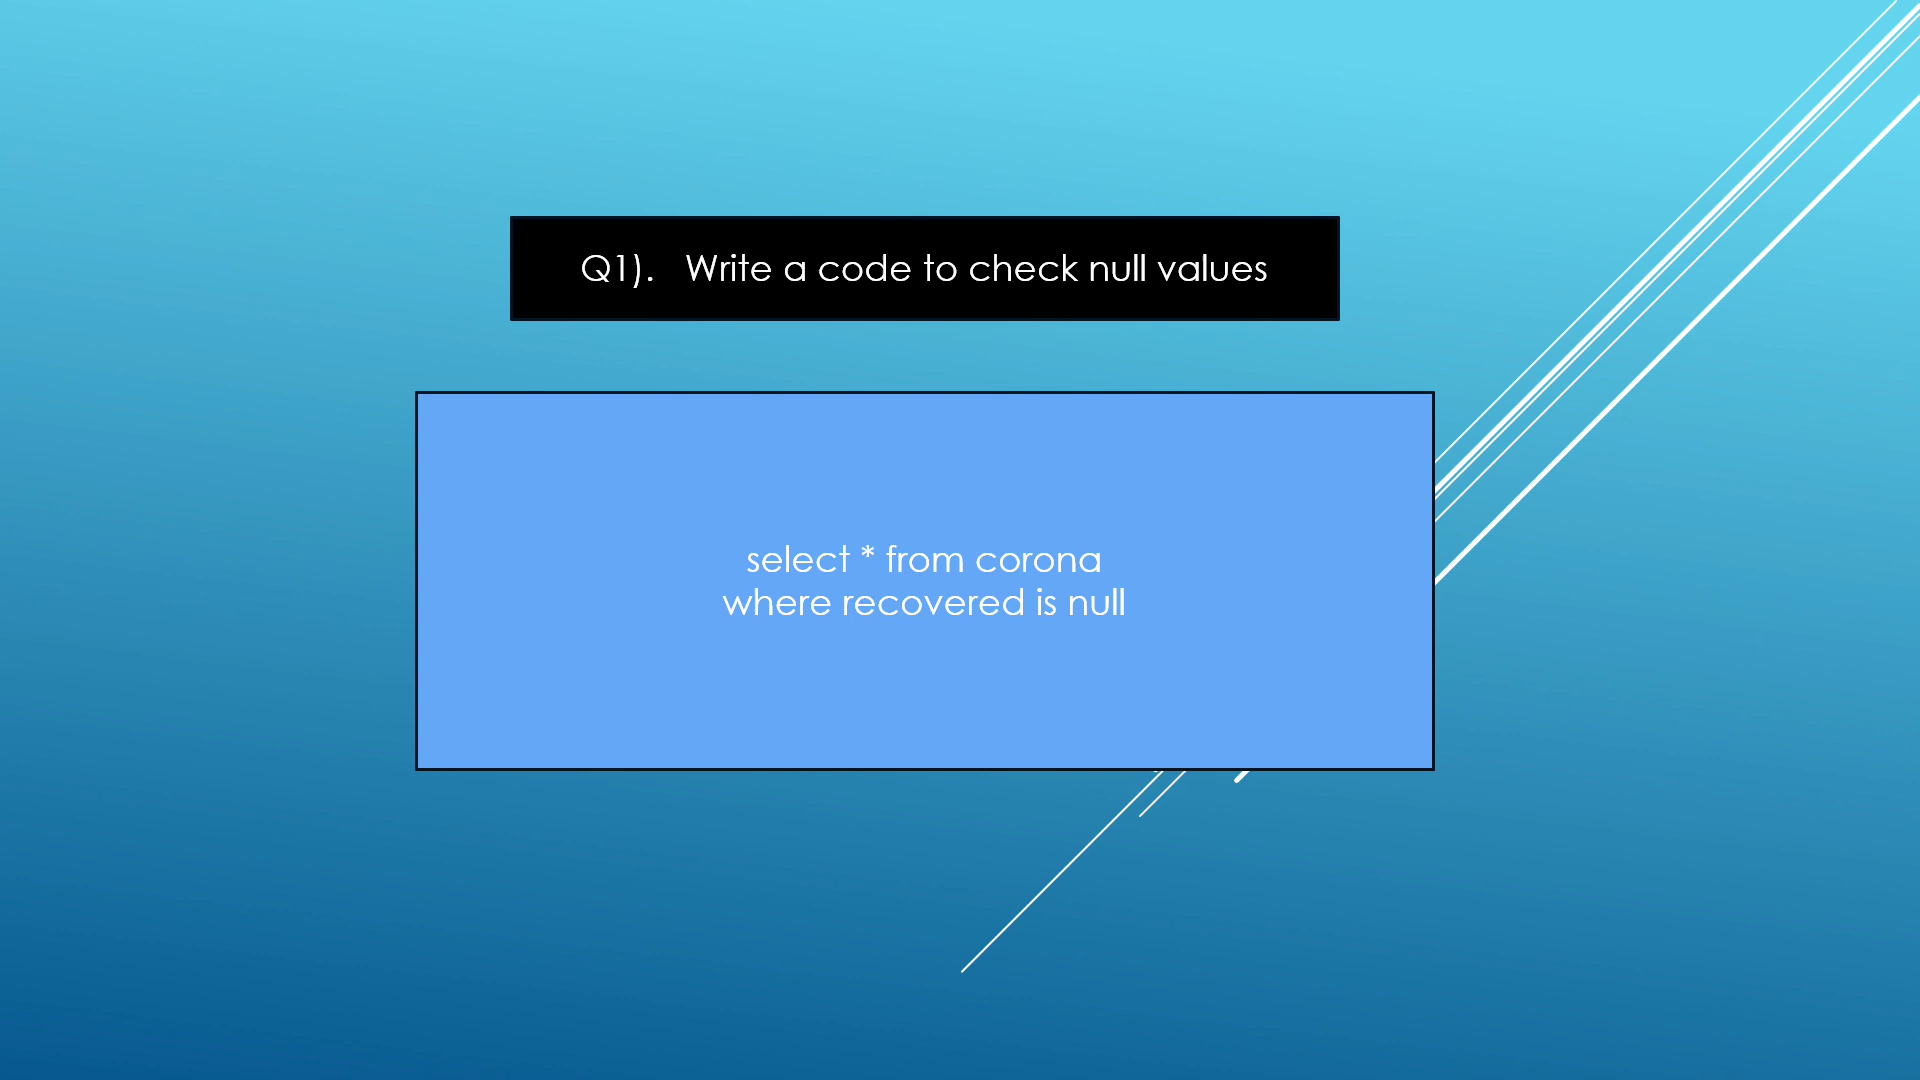 Q1). Write a code to check null values
select * from corona
where recovered is null